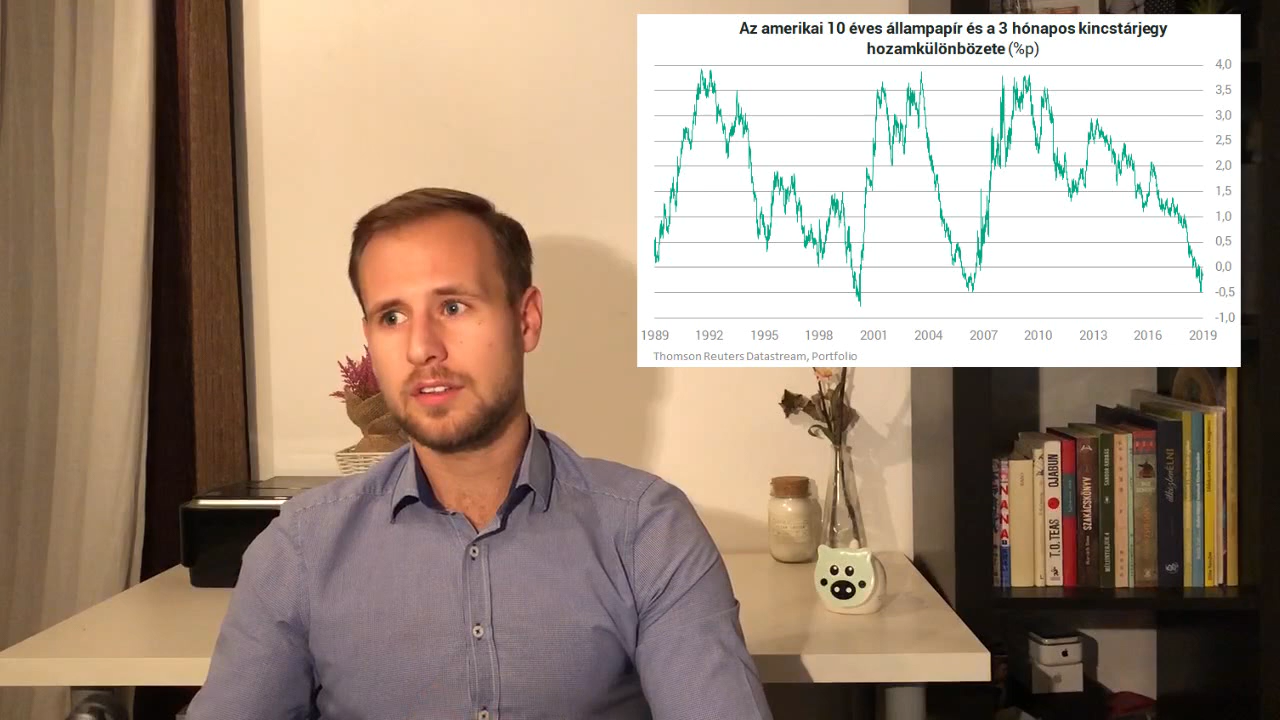 Az amerikai 10 éves állampapír és a 3 hónapos kincstárjegy
hozamkülönbözete (%p)
4,0
3,5
3,0
2,5
2,0
1,5
1,0
0,5
0,0
-0,5
-1,0
1989 1992 1995 1998 2001 2004 2007 2010 2013 2016 2019
Thomson Reuters Datastream, Portfolio
T.O. TEAS
OJÁBUN
SZAKÁCSKÖNYV